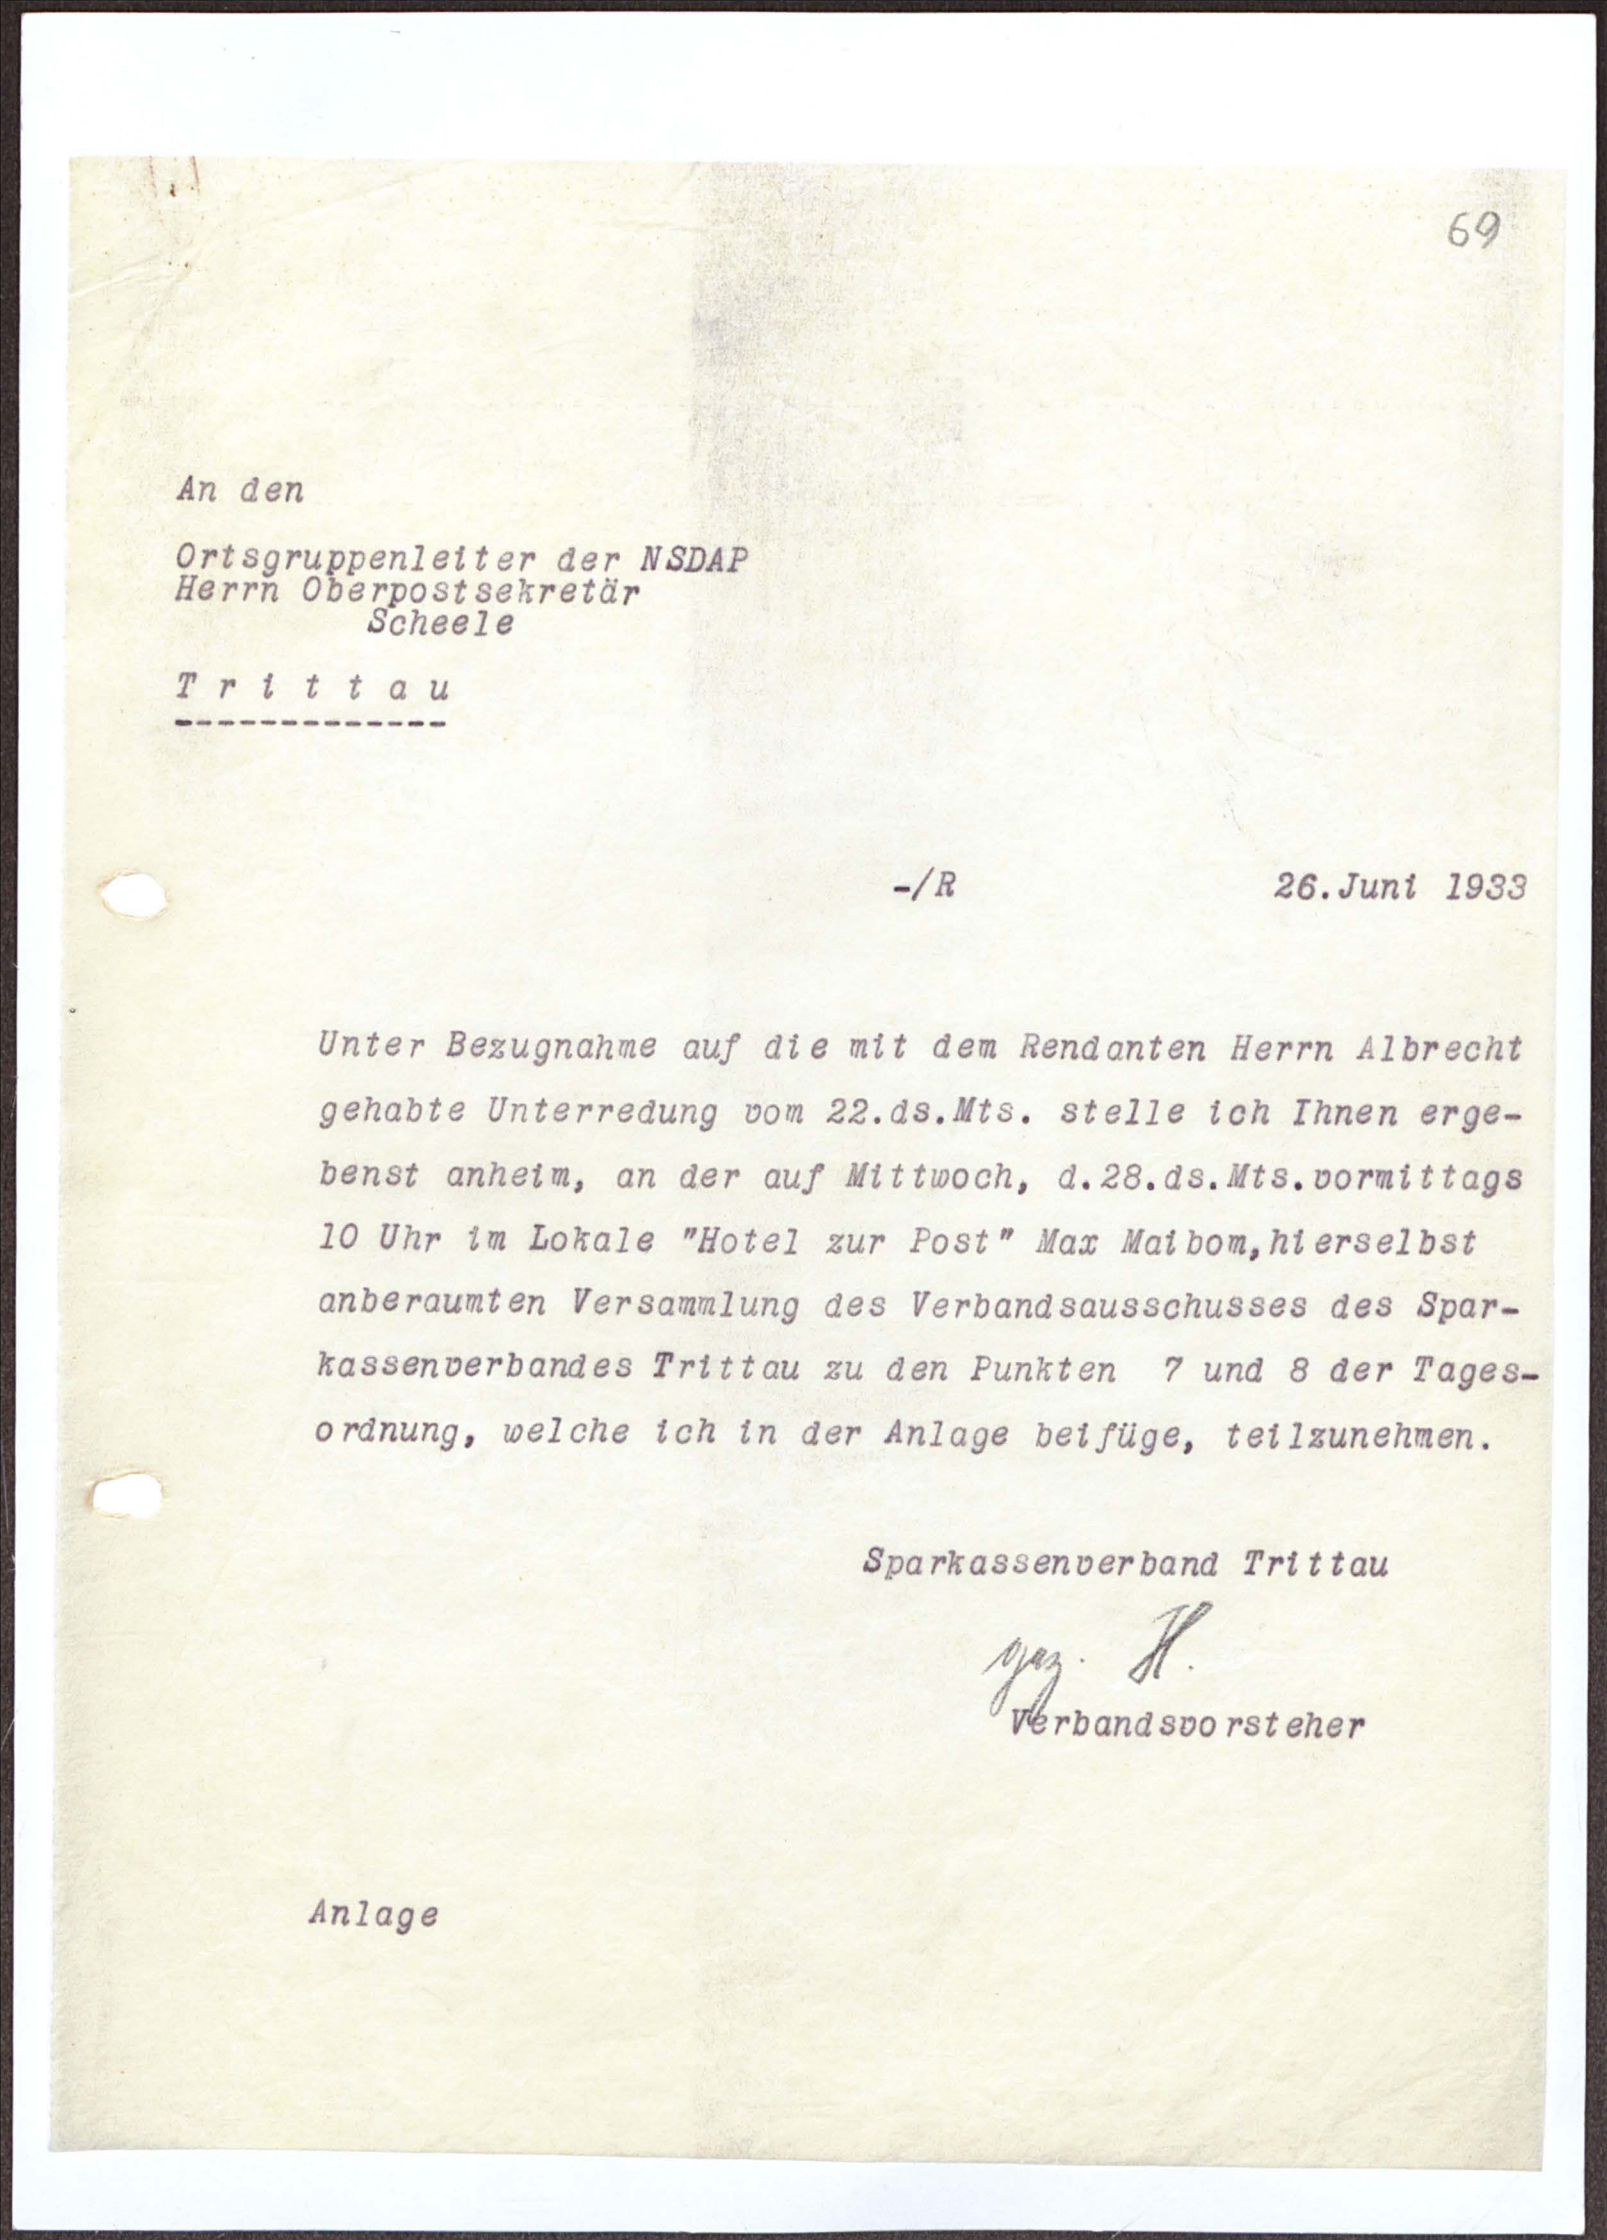 69
An den
Ortsgruppenleiter der NSDAP
Herrn Oberpostsekretär
Scheele
T r i t t a u
-------------
-/R 26.Juni 1933
Unter Bezugnahme auf die mit dem Rendanten Herrn Albrecht
gehabte Unterredung vom 22.ds.Mts. stelle ich Ihnen erge-
benst anheim, an der auf Mittwoch, d.28.ds.Mts.vormittags
10 Uhr im Lokale "Hotel zur Post" Max Maibom,hierselbst
anberaumten Versammlung des Verbandsausschusses des Spar-
kassenverbandes Trittau zu den Punkten 7 und 8 der Tages-
ordnung, welche ich in der Anlage beifüge, teilzunehmen.
Sparkassenverband Trittau
gez. H.
Verbandsvorsteher
Anlage